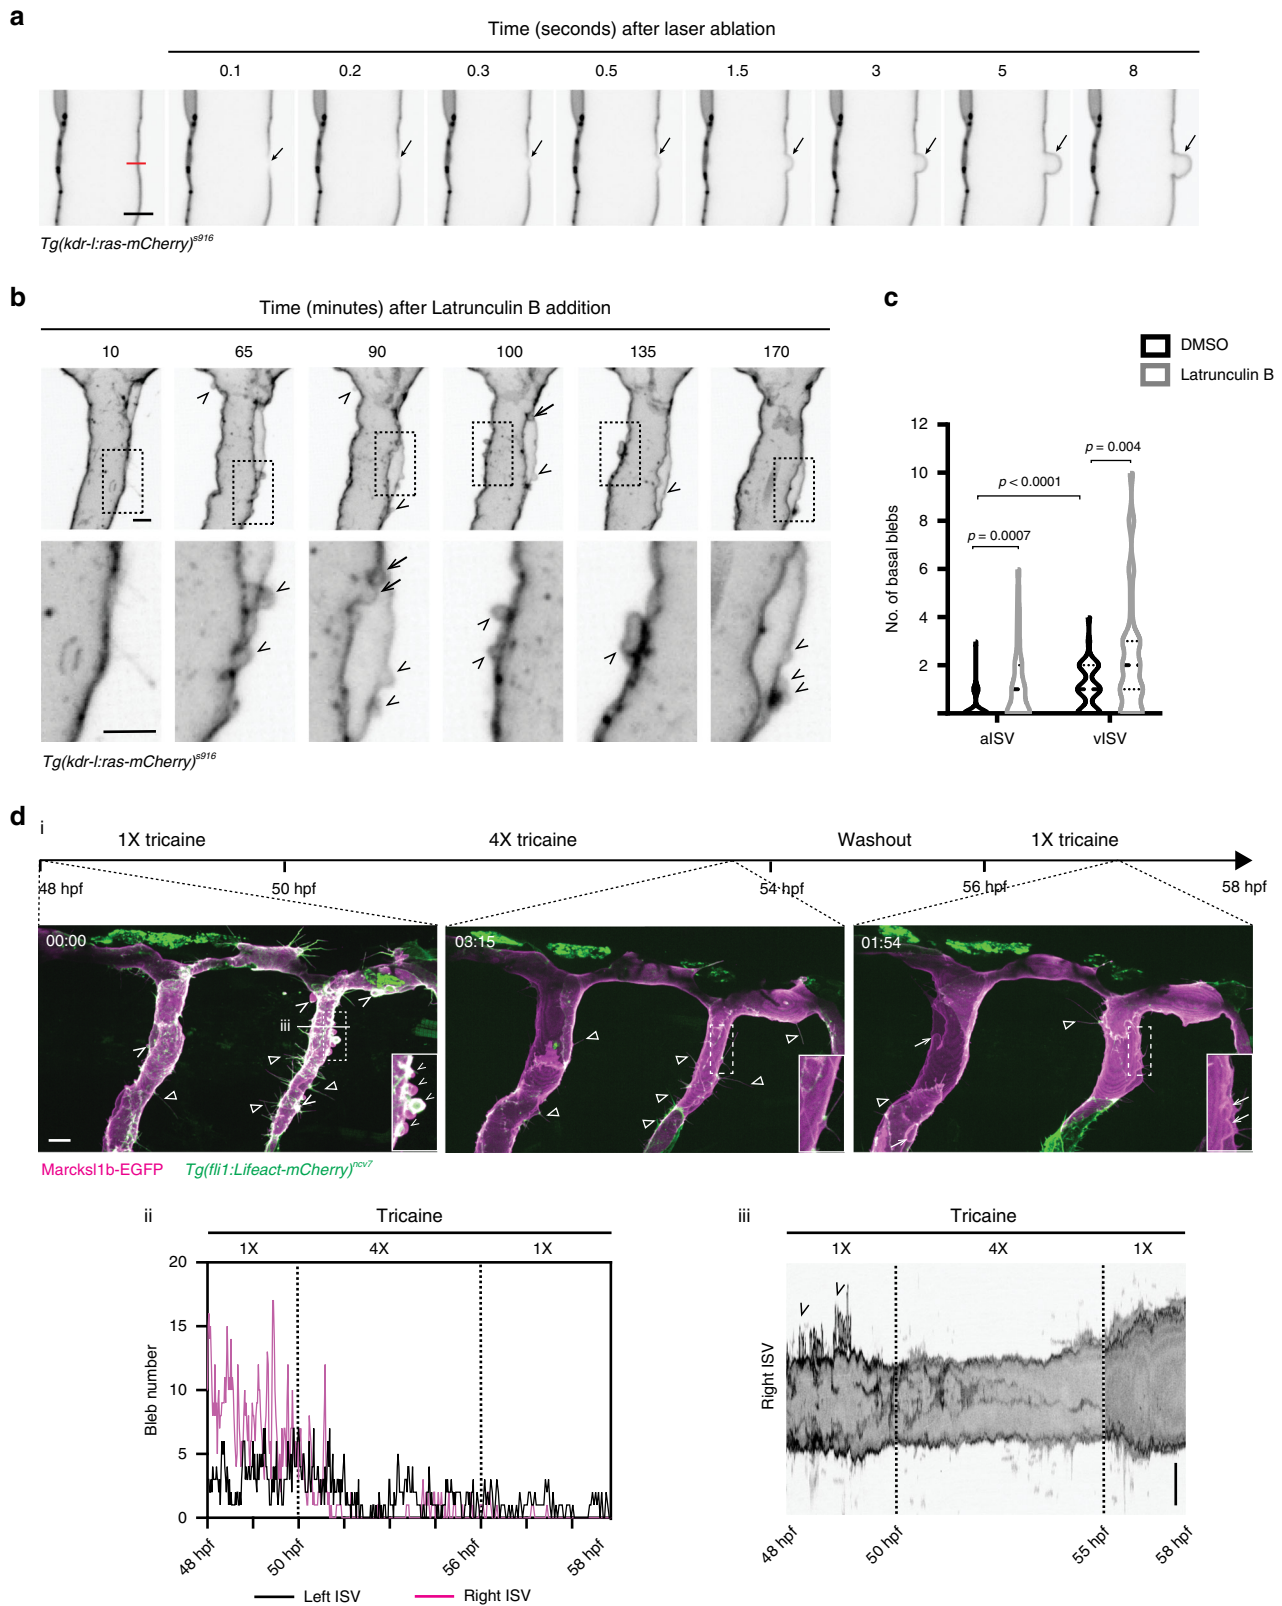 a
Time (seconds) after laser ablation
0.1 0.2 0.3 0.5 1.5 3 5 8
Tg(kdr-l:ras-mCherry)s916
b
Time (minutes) after Latrunculin B addition
10 65 90 100 135 170
Tg(kdr-l:ras-mCherry)s916
c
DMSO
Latrunculin B
No. of basal blebs
12
10
8
6
4
2
p = 0.004
p < 0.0001
p = 0.0007
aISV vISV
d
i
1X tricaine 4X tricaine Washout 1X tricaine
48 hpf 50 hpf 54 hpf 56 hpf 58 hpf
00:00 03:15 01:54
iii
Marcksl1b-EGFP Tg(fli1:Lifeact-mCherry)ncv7
ii
Tricaine
1X 4X 1X
Bleb number
20
15
10
5
0
48 hpf 50 hpf 56 hpf 58 hpf
Left ISV Right ISV
iii
Tricaine
1X 4X 1X
Right ISV
48 hpf 50 hpf 55 hpf 58 hpf